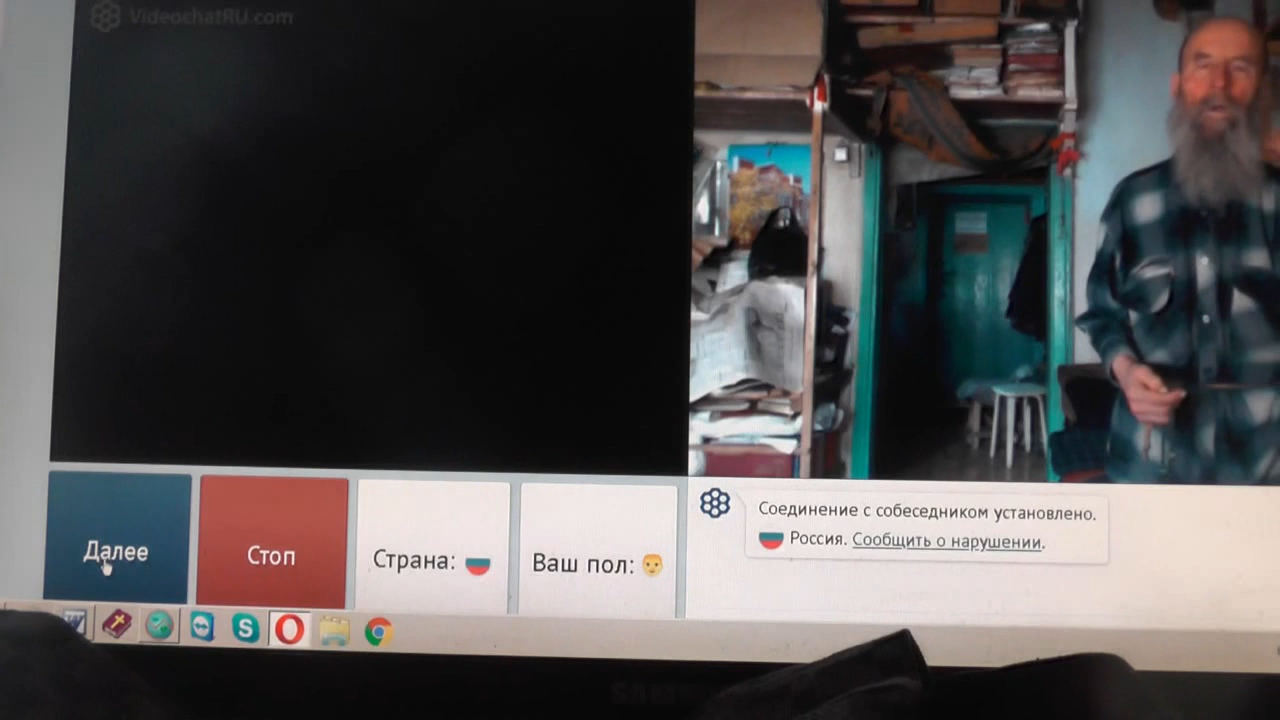 VideochatRU.com
Соединение с собеседником установлено.
Россия. Сообщить о нарушении.
Далее
Стоп
Страна:
Ваш пол: